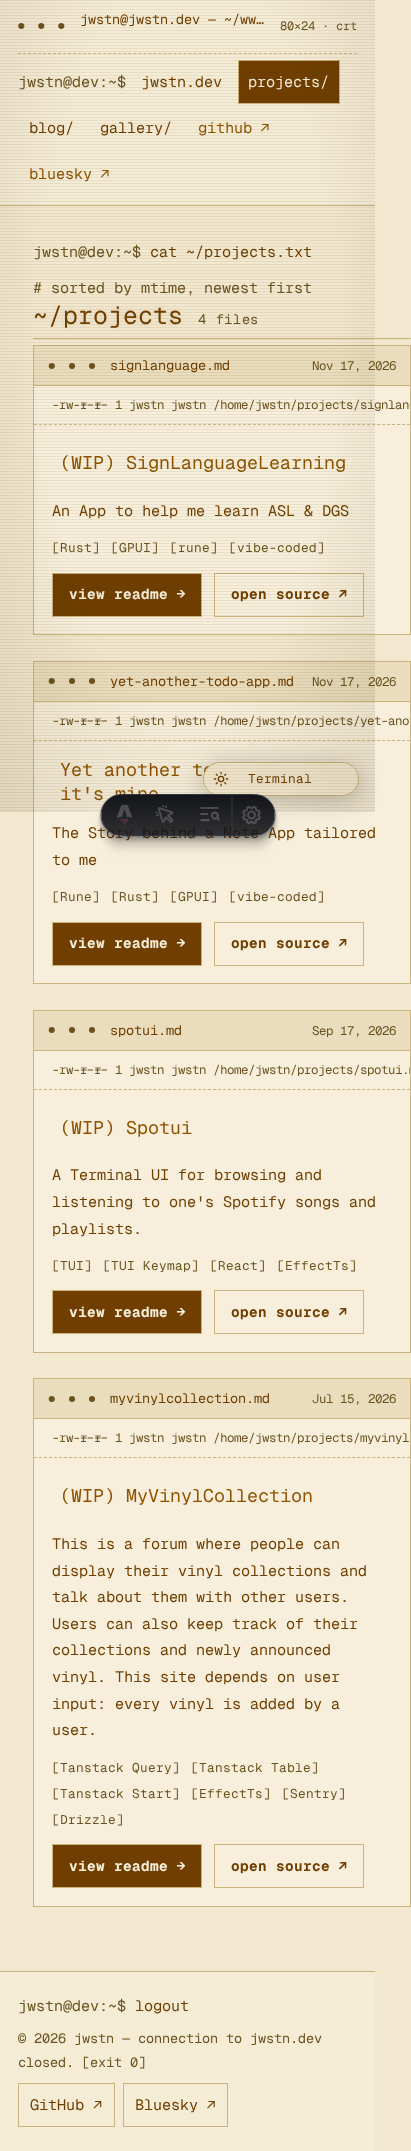 jwstn@jwstn.dev — ~/ww… 80×24 · crt
jwstn@dev:~$ jwstn.dev projects/
blog/ gallery/ github ↗
bluesky ↗
jwstn@dev:~$ cat ~/projects.txt
# sorted by mtime, newest first
~/projects 4 files
signlanguage.md Nov 17, 2026
-rw-r–r– 1 jwstn jwstn /home/jwstn/projects/signlan
(WIP) SignLanguageLearning
An App to help me learn ASL & DGS
[Rust] [GPUI] [rune] [vibe-coded]
view readme → open source ↗
yet-another-todo-app.md Nov 17, 2026
-rw-r–r– 1 jwstn jwstn /home/jwstn/projects/yet-ano
Yet another
Terminal
it's mine
The Story behind a Note App tailored
to me
[Rune] [Rust] [GPUI] [vibe-coded]
view readme → open source ↗
spotui.md Sep 17, 2026
-rw-r–r– 1 jwstn jwstn /home/jwstn/projects/spotui.
(WIP) Spotui
A Terminal UI for browsing and
listening to one's Spotify songs and
playlists.
[TUI] [TUI Keymap] [React] [EffectTs]
view readme → open source ↗
myvinylcollection.md Jul 15, 2026
-rw-r–r– 1 jwstn jwstn /home/jwstn/projects/myvinyl
(WIP) MyVinylCollection
This is a forum where people can
display their vinyl collections and
talk about them with other users.
Users can also keep track of their
collections and newly announced
vinyl. This site depends on user
input: every vinyl is added by a
user.
[Tanstack Query] [Tanstack Table]
[Tanstack Start] [EffectTs] [Sentry]
[Drizzle]
view readme → open source ↗
jwstn@dev:~$ logout
© 2026 jwstn — connection to jwstn.dev
closed. [exit 0]
GitHub ↗ Bluesky ↗